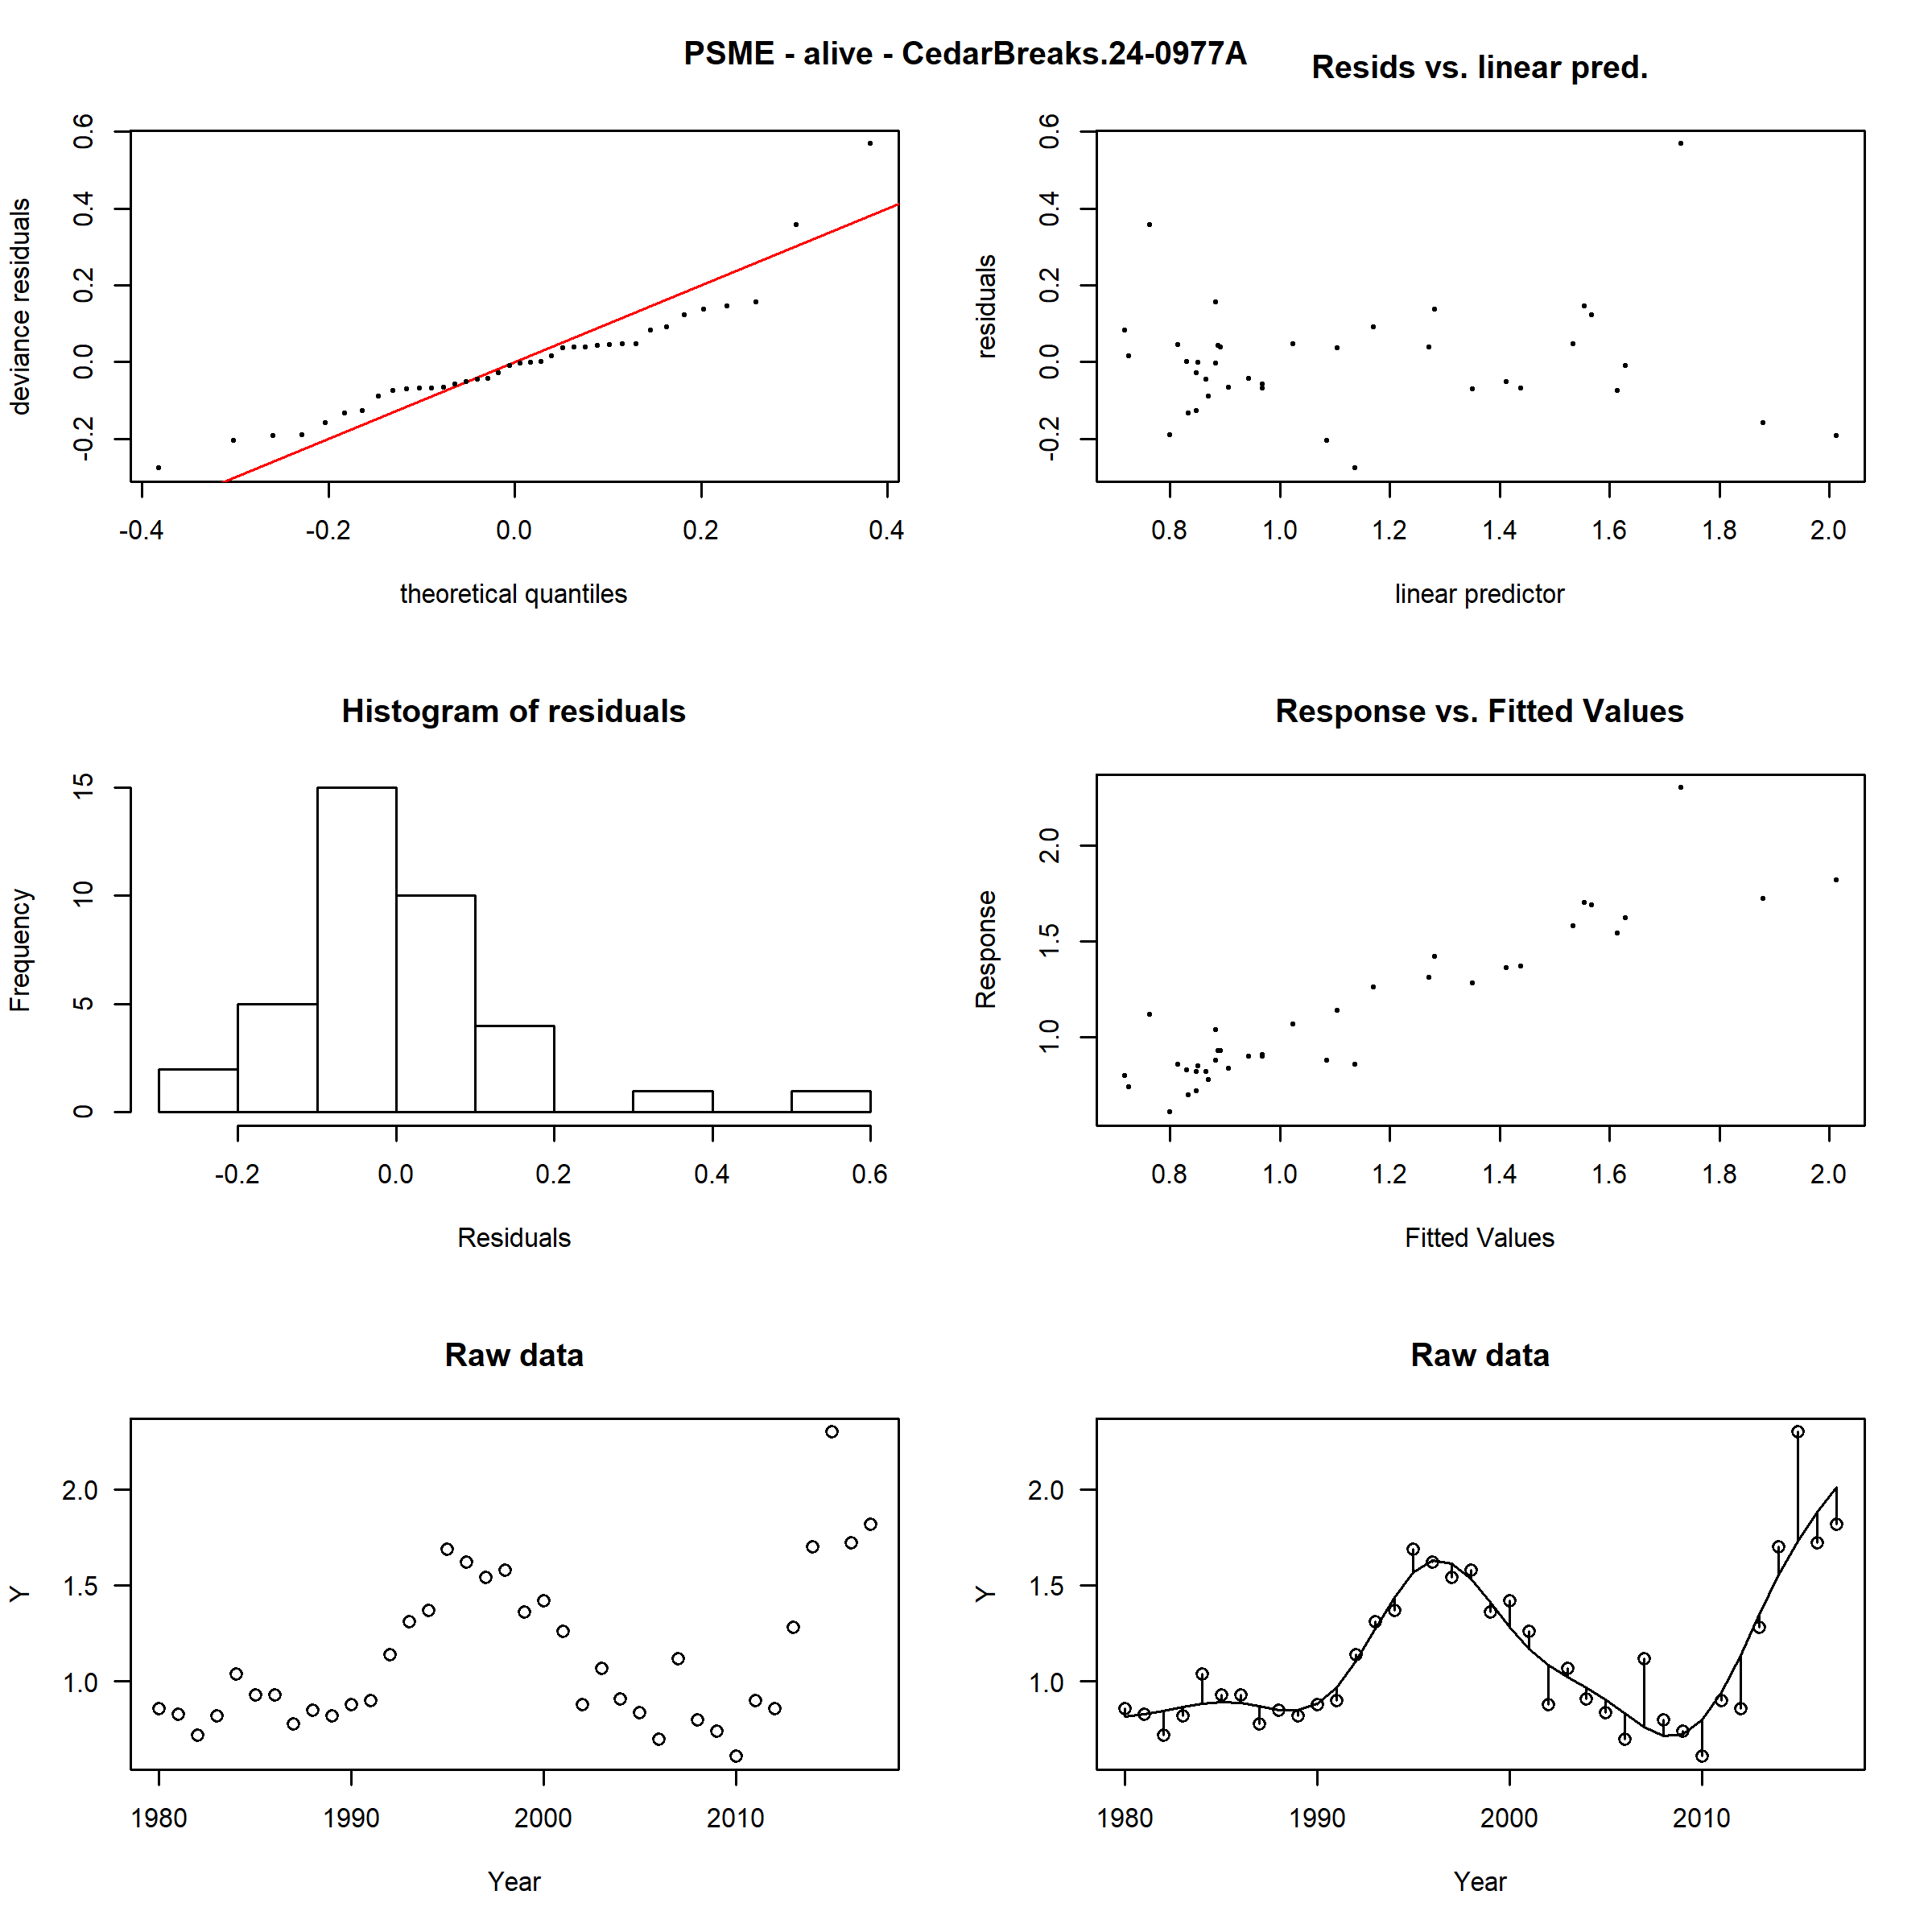 PSME - alive - CedarBreaks.24-0977A
Resids vs. linear pred.
deviance residuals
0.6
0.4
0.2
0.0
-0.2
-0.4 -0.2 0.0 0.2 0.4
theoretical quantiles
residuals
0.6
0.4
0.2
0.0
-0.2
0.8 1.0 1.2 1.4 1.6 1.8 2.0
linear predictor
Histogram of residuals
Frequency
15
10
5
0
-0.2 0.0 0.2 0.4 0.6
Residuals
Response vs. Fitted Values
Response
2.0
1.5
1.0
0.8 1.0 1.2 1.4 1.6 1.8 2.0
Fitted Values
Raw data
Y
2.0
1.5
1.0
1980 1990 2000 2010
Year
Raw data
Y
2.0
1.5
1.0
1980 1990 2000 2010
Year